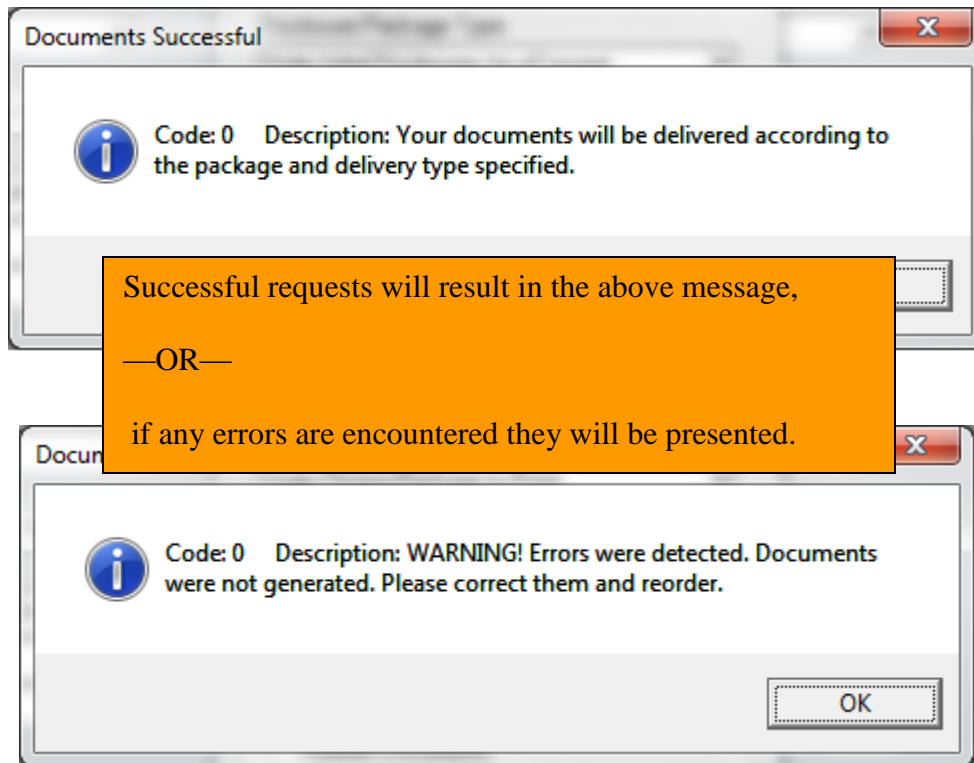 Documents Successful
Code: 0 Description: Your documents will be delivered according to
the package and delivery type specified.
Successful requests will result in the above message,
—OR—
if any errors are encountered they will be presented.
Code: 0 Description: WARNING! Errors were detected. Documents
were not generated. Please correct them and reorder.
OK